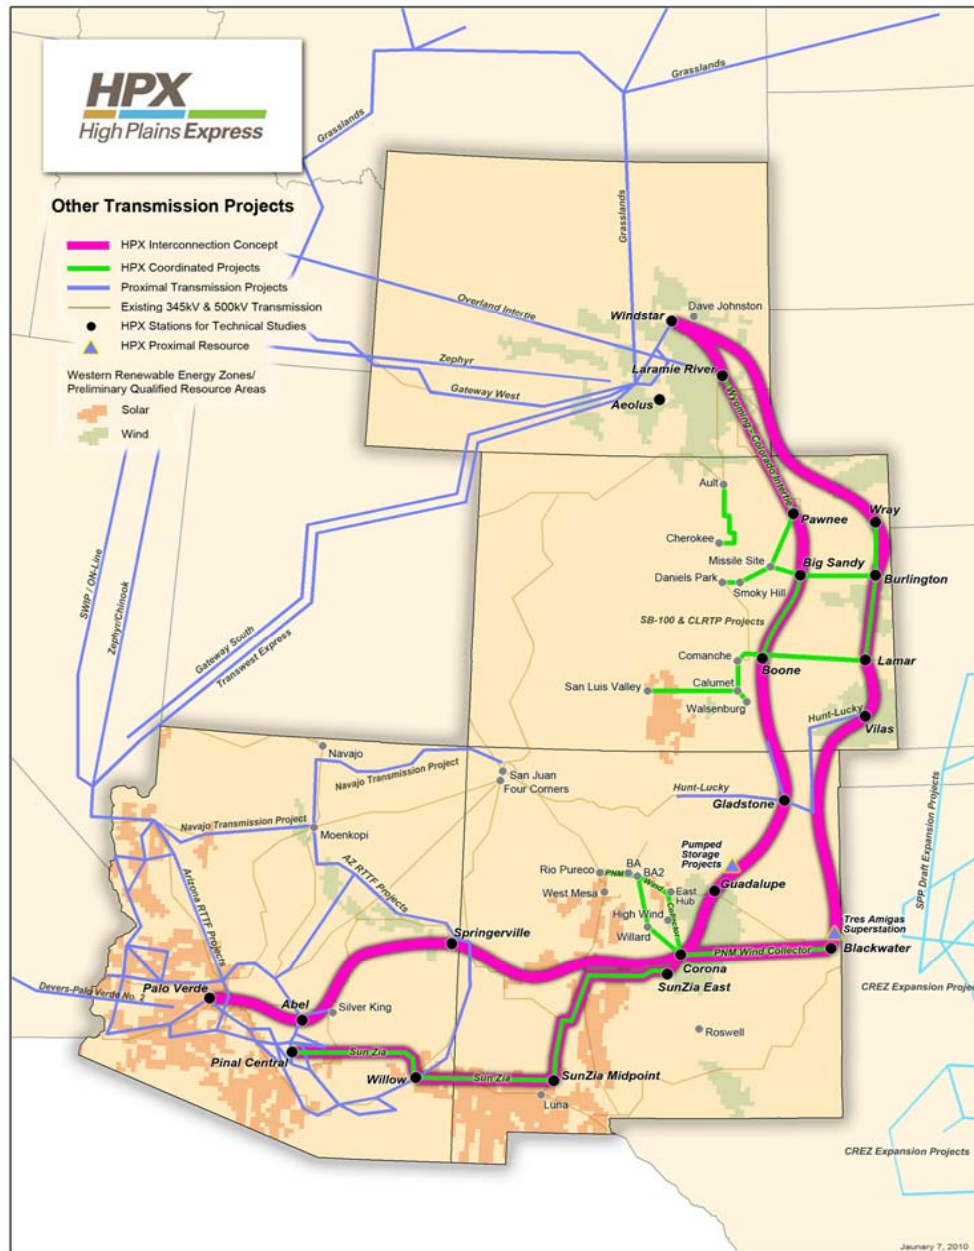 HPX
High Plains Express
Other Transmission Projects
HPX Interconnection Concept
HPX Coordinated Projects
Proximal Transmission Projects
Existing 345kV & 500kV Transmission
HPX Stations for Technical Studies
HPX Proximal Resource
Western Renewable Energy Zones/
Preliminary Qualified Resource Areas
Solar
Wind
Grasslands
Grasslands
Grasslands
Overland Intertie
Zephyr
Gateway West
Windstar
Dave Johnston
Laramie River
Aeolus
Wyoming - Colorado Intertie
Ault
Cherokee
Pawnee
Wray
Missile Site
Big Sandy
Daniels Park
Smoky Hill
Burlington
SB-100 & CLRTP Projects
Comanche
Boone
Lamar
San Luis Valley
Calumet
Walsenburg
Hunt-Lucky
Vilas
SWIP / ON-Line
Zephyr/Chinook
Gateway South
Transwest Express
Navajo
Navajo Transmission Project
San Juan
Four Corners
Hunt-Lucky
Gladstone
Navajo Transmission Project
Moenkopi
AZ RTTF Projects
Arizona RTTF Projects
Pumped
Storage
Projects
Rio Pureco
PNM
BA
BA2
Wind
Collector
West Mesa
East
Hub
Guadalupe
High Wind
Willard
Tres Amigas
Superstation
PNM Wind Collector
Blackwater
Corona
SunZia East
Springerville
SPP Draft Expansion Projects
CREZ Expansion Projec
Devers-Palo Verde No. 2
Palo Verde
Abel
Silver King
Roswell
Pinal Central
Sun Zia
Willow
Sun Zia
SunZia Midpoint
Luna
CREZ Expansion Projects
Jaunary 7, 2010